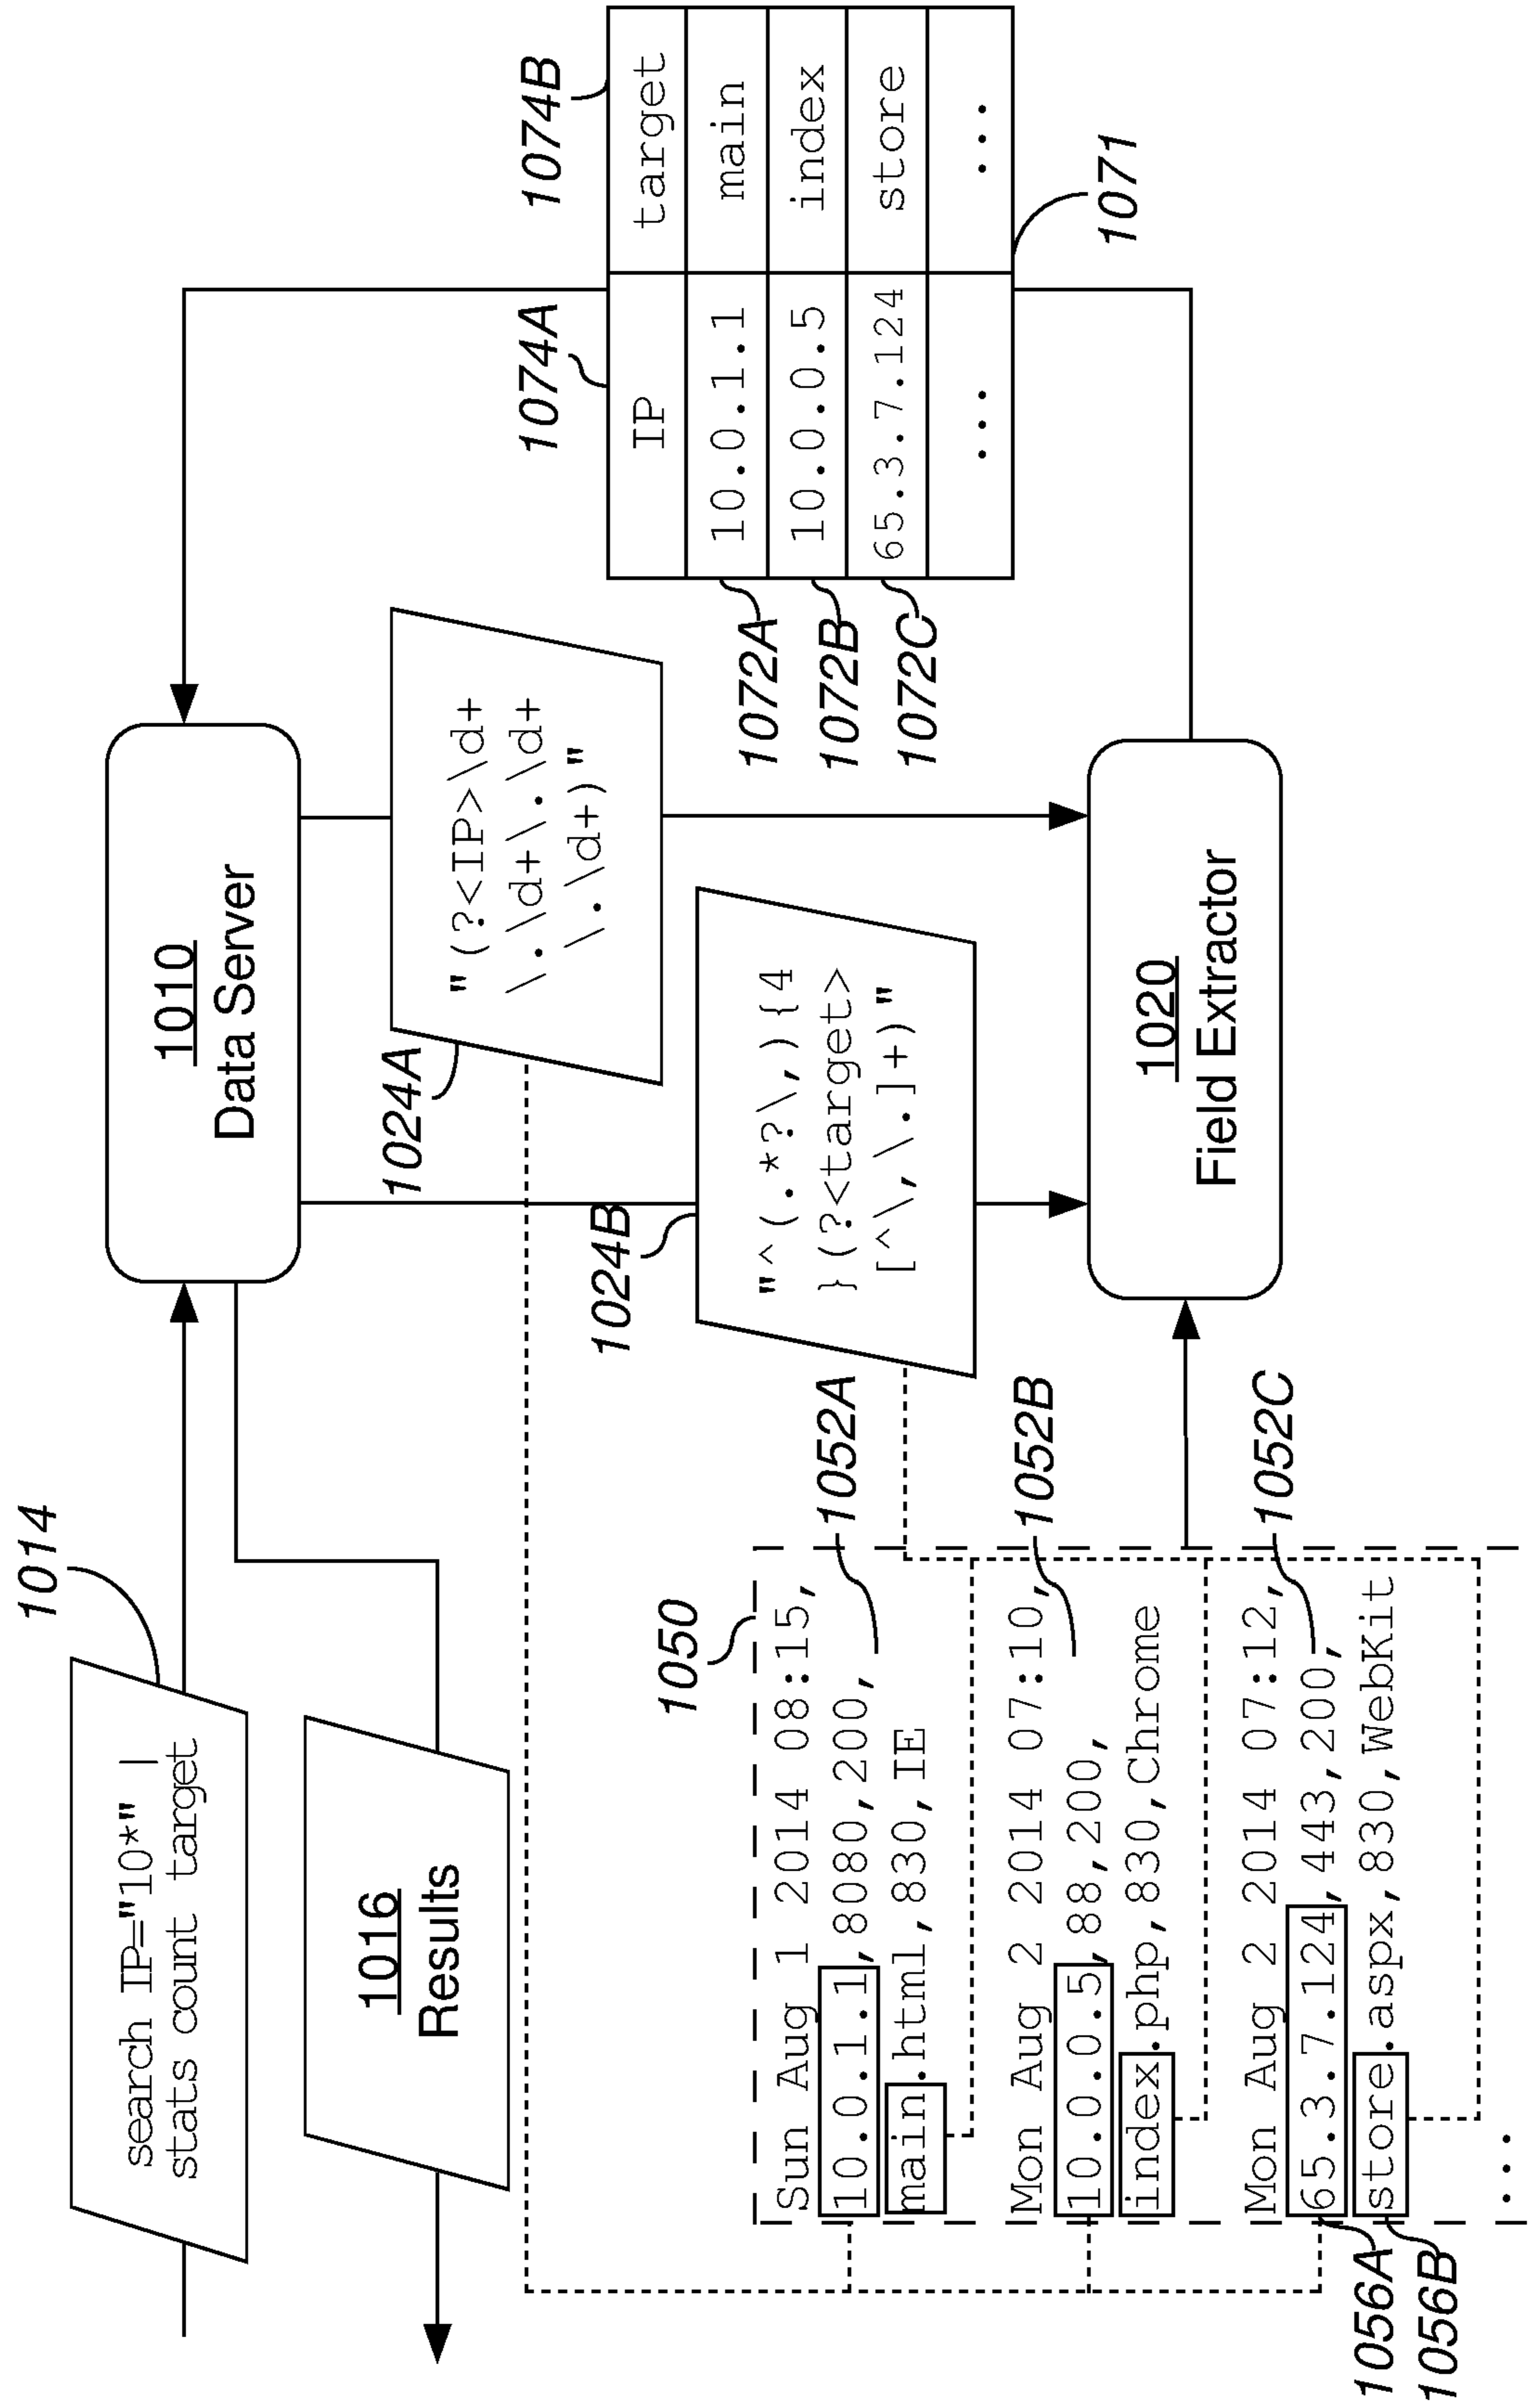 1014
search IP="10*" |
stats count target
1016
Results
1010
Data Server
1024A
"(?<IP>\d+
\.\d+\.\d+
\.\d+)"
1024B
"^(.*?\,){4
}(?<target>
[^\,\.]+)"
1074A
1074B
IP target
1072A
10.0.1.1 main
1072B
10.0.0.5 index
1072C
65.3.7.124 store
... ...
1071
1050
Sun Aug 1 2014 08:15,
10.0.1.1,8080,200,
main.html,830,IE
1052A
Mon Aug 2 2014 07:10,
10.0.0.5,88,200,
index.php,830,Chrome
1052B
Mon Aug 2 2014 07:12,
65.3.7.124,443,200,
store.aspx,830,WebKit
1052C
...
1056A
1056B
1020
Field Extractor